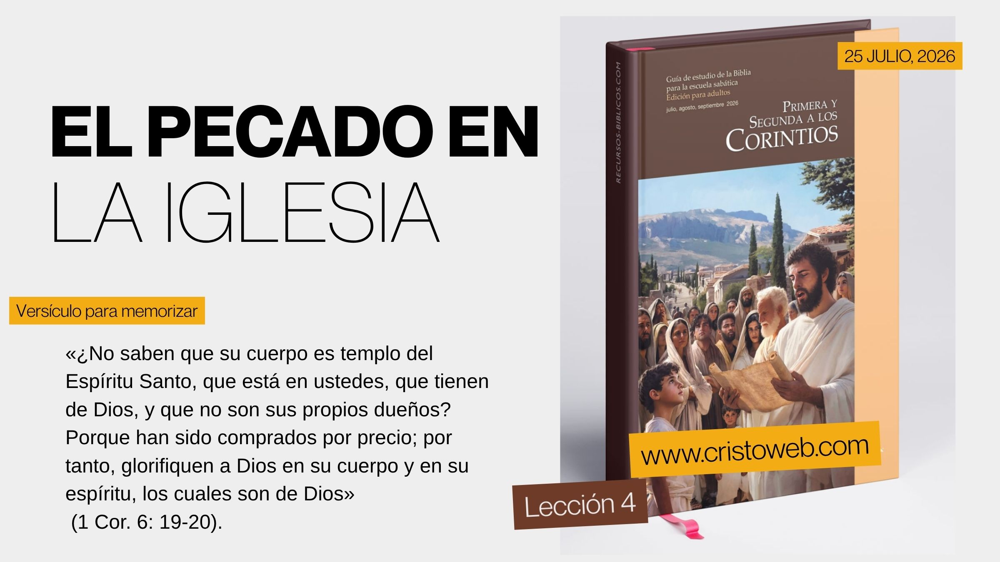 25 JULIO, 2026
EL PECADO EN
LA IGLESIA
Versículo para memorizar
«¿No saben que su cuerpo es templo del
Espíritu Santo, que está en ustedes, que tienen
de Dios, y que no son sus propios dueños?
Porque han sido comprados por precio; por
tanto, glorifiquen a Dios en su cuerpo y en su
espíritu, los cuales son de Dios»
(1 Cor. 6: 19-20).
RECURSOS-BIBLICOS.COM
Guía de estudio de la Biblia
para la escuela sabática
Edición para adultos
julio, agosto, septiembre 2026
PRIMERA Y
SEGUNDA A LOS
CORINTIOS
www.cristoweb.com
Lección 4